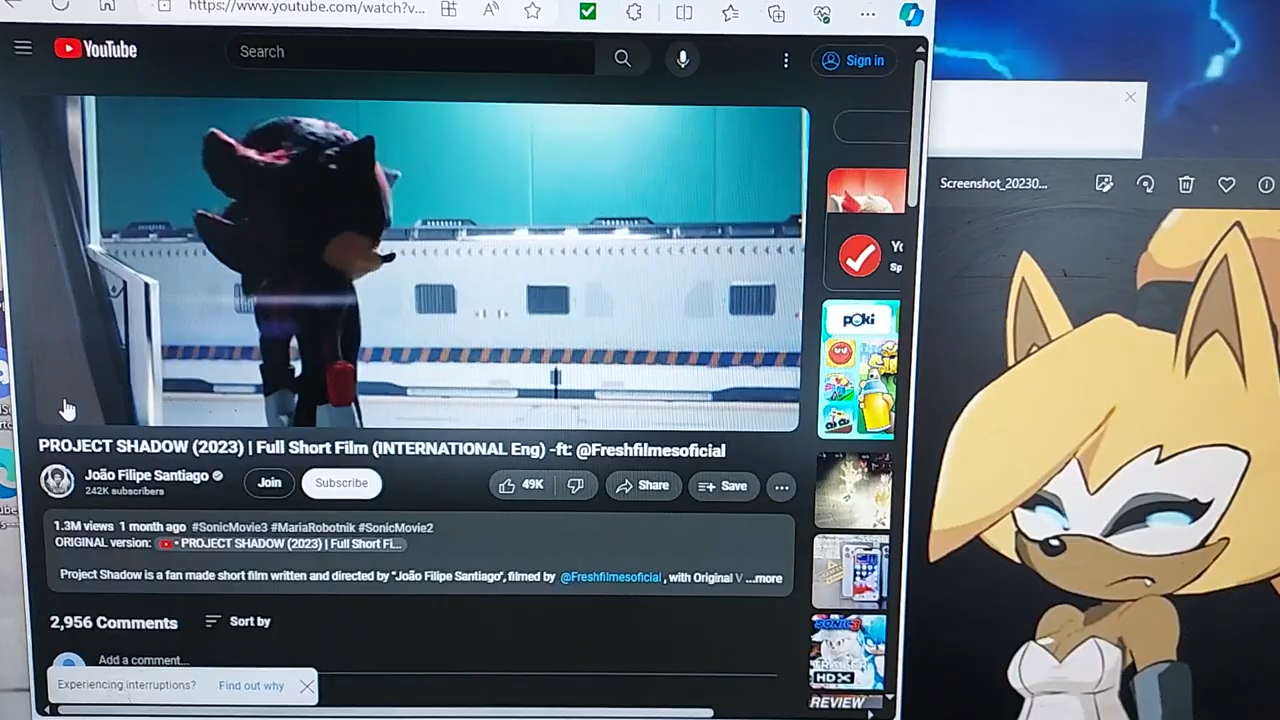 https://www.youtube.com/watch?v...
YouTube
Search
Sign in
Screenshot_20230...
poki
PROJECT SHADOW (2023) | Full Short Film (INTERNATIONAL Eng) -ft: @Freshfilmesoficial
João Filipe Santiago
242K subscribers
Join
Subscribe
49K
Share
Save
1.3M views 1 month ago #SonicMovie3 #MariaRobotnik #SonicMovie2
ORIGINAL version: • PROJECT SHADOW (2023) | Full Short Fi...
Project Shadow is a fan made short film written and directed by "João Filipe Santiago", filmed by @Freshfilmesoficial , with Original V ...more
2,956 Comments
Sort by
Add a comment...
Experiencing interruptions?
Find out why
SONIC 3
TRAILER
HD
REVIEW